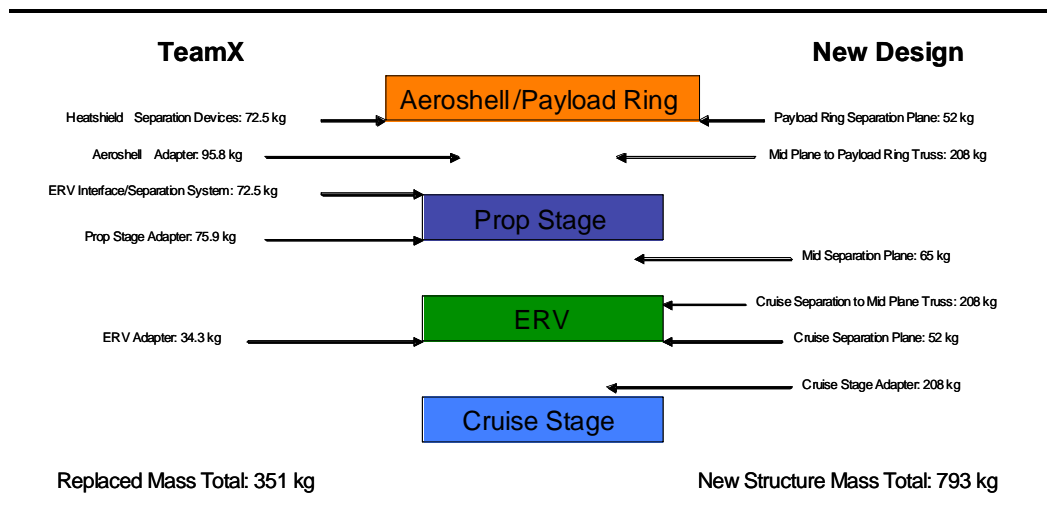 TeamX
New Design
Aeroshell/Payload Ring
Heatshield Separation Devices: 72.5 kg
Payload Ring Separation Plane: 52 kg
Aeroshell Adapter: 95.8 kg
Mid Plane to Payload Ring Truss: 208 kg
ERV Interface/Separation System: 72.5 kg
Prop Stage
Prop Stage Adapter: 75.9 kg
Mid Separation Plane: 65 kg
Cruise Separation to Mid Plane Truss: 208 kg
ERV
ERV Adapter: 34.3 kg
Cruise Separation Plane: 52 kg
Cruise Stage Adapter: 208 kg
Cruise Stage
Replaced Mass Total: 351 kg
New Structure Mass Total: 793 kg